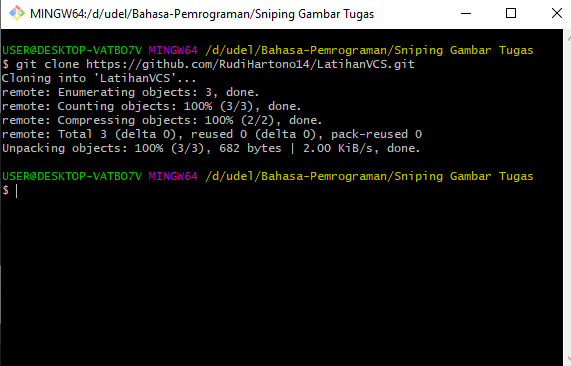 MINGW64:/d/udel/Bahasa-Pemrograman/Sniping Gambar Tugas
USER@DESKTOP-VATBO7V MINGW64 /d/udel/Bahasa-Pemrograman/Sniping Gambar Tugas
$ git clone https://github.com/RudiHartono14/LatihanVCS.git
Cloning into 'LatihanVCS'...
remote: Enumerating objects: 3, done.
remote: Counting objects: 100% (3/3), done.
remote: Compressing objects: 100% (2/2), done.
remote: Total 3 (delta 0), reused 0 (delta 0), pack-reused 0
Unpacking objects: 100% (3/3), 682 bytes | 2.00 KiB/s, done.
USER@DESKTOP-VATBO7V MINGW64 /d/udel/Bahasa-Pemrograman/Sniping Gambar Tugas
$